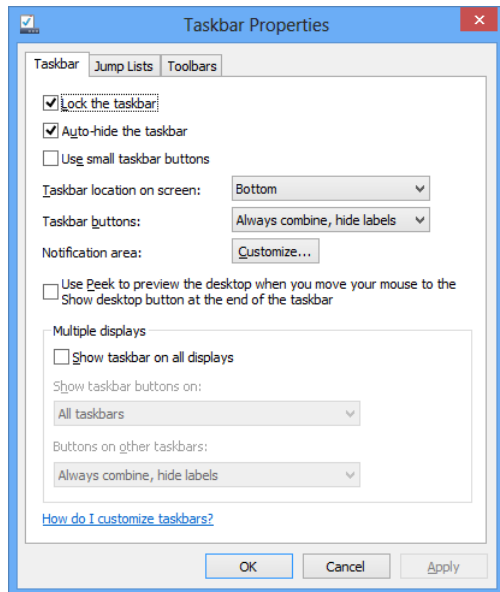 Taskbar Properties
Taskbar
Jump Lists
Toolbars
Lock the taskbar
Auto-hide the taskbar
Use small taskbar buttons
Taskbar location on screen: Bottom
Taskbar buttons: Always combine, hide labels
Notification area: Customize...
Use Peek to preview the desktop when you move your mouse to the
Show desktop button at the end of the taskbar
Multiple displays
Show taskbar on all displays
Show taskbar buttons on:
All taskbars
Buttons on other taskbars:
Always combine, hide labels
How do I customize taskbars?
OK
Cancel
Apply